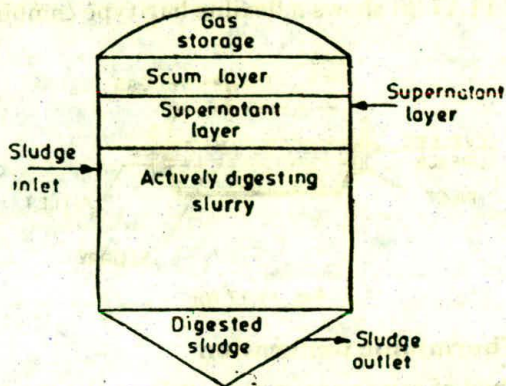 Gas
storage
Scum layer
Supernatant
layer
Supernatant
layer
Sludge
inlet
Actively digesting
slurry
Digested
sludge
Sludge
outlet